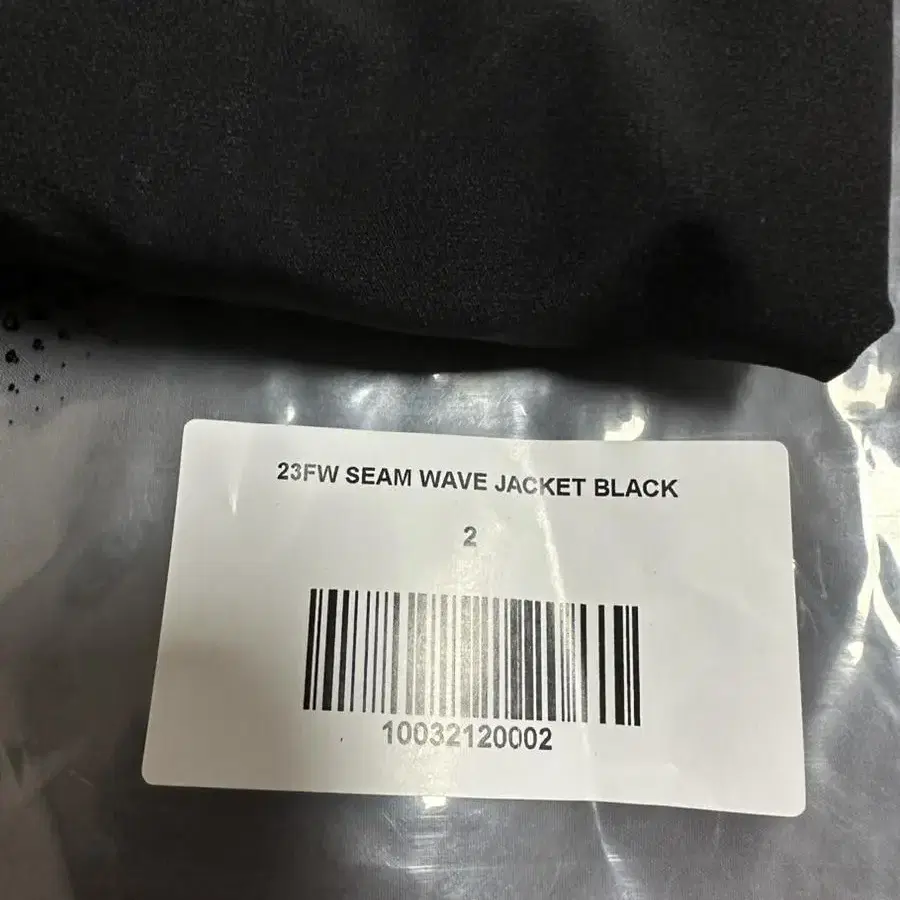 23FW SEAM WAVE JACKET BLACK
2
10032120002